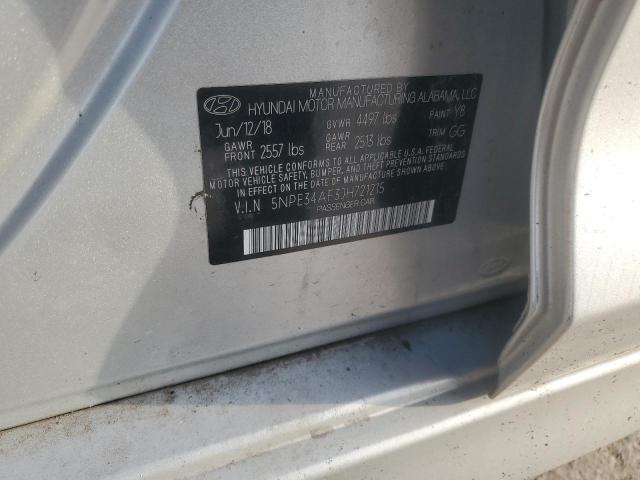 MANUFACTURED BY
HYUNDAI MOTOR MANUFACTURING ALABAMA, LLC
Jun/12/18 GVWR 4497 lbs PAINT Y8
GAWR FRONT 2557 lbs GAWR REAR 2513 lbs TRIM GG
THIS VEHICLE CONFORMS TO ALL APPLICABLE U.S.A. FEDERAL
MOTOR VEHICLE SAFETY, BUMPER, AND THEFT PREVENTION
STANDARDS IN EFFECT ON THE DATE OF MANUFACTURE SHOWN ABOVE.
V.I.N 5NPE34AF3JH721215
PASSENGER CAR